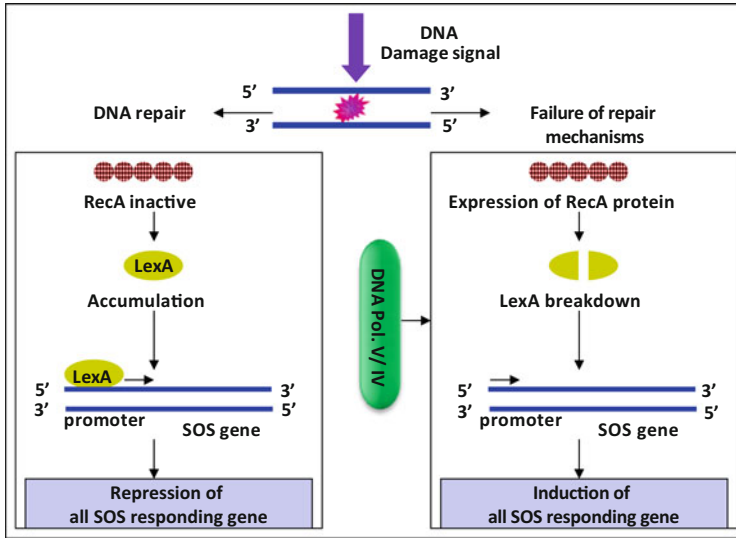 DNA
Damage signal
5’ 3’
DNA repair
3’ 5’
Failure of repair
mechanisms
RecA inactive
LexA
Accumulation
LexA
5’ 3’
3’ 5’
promoter
SOS gene
Repression of
all SOS responding gene
DNA Pol. V/ IV
Expression of RecA protein
LexA breakdown
5’ 3’
3’ 5’
promoter
SOS gene
Induction of
all SOS responding gene